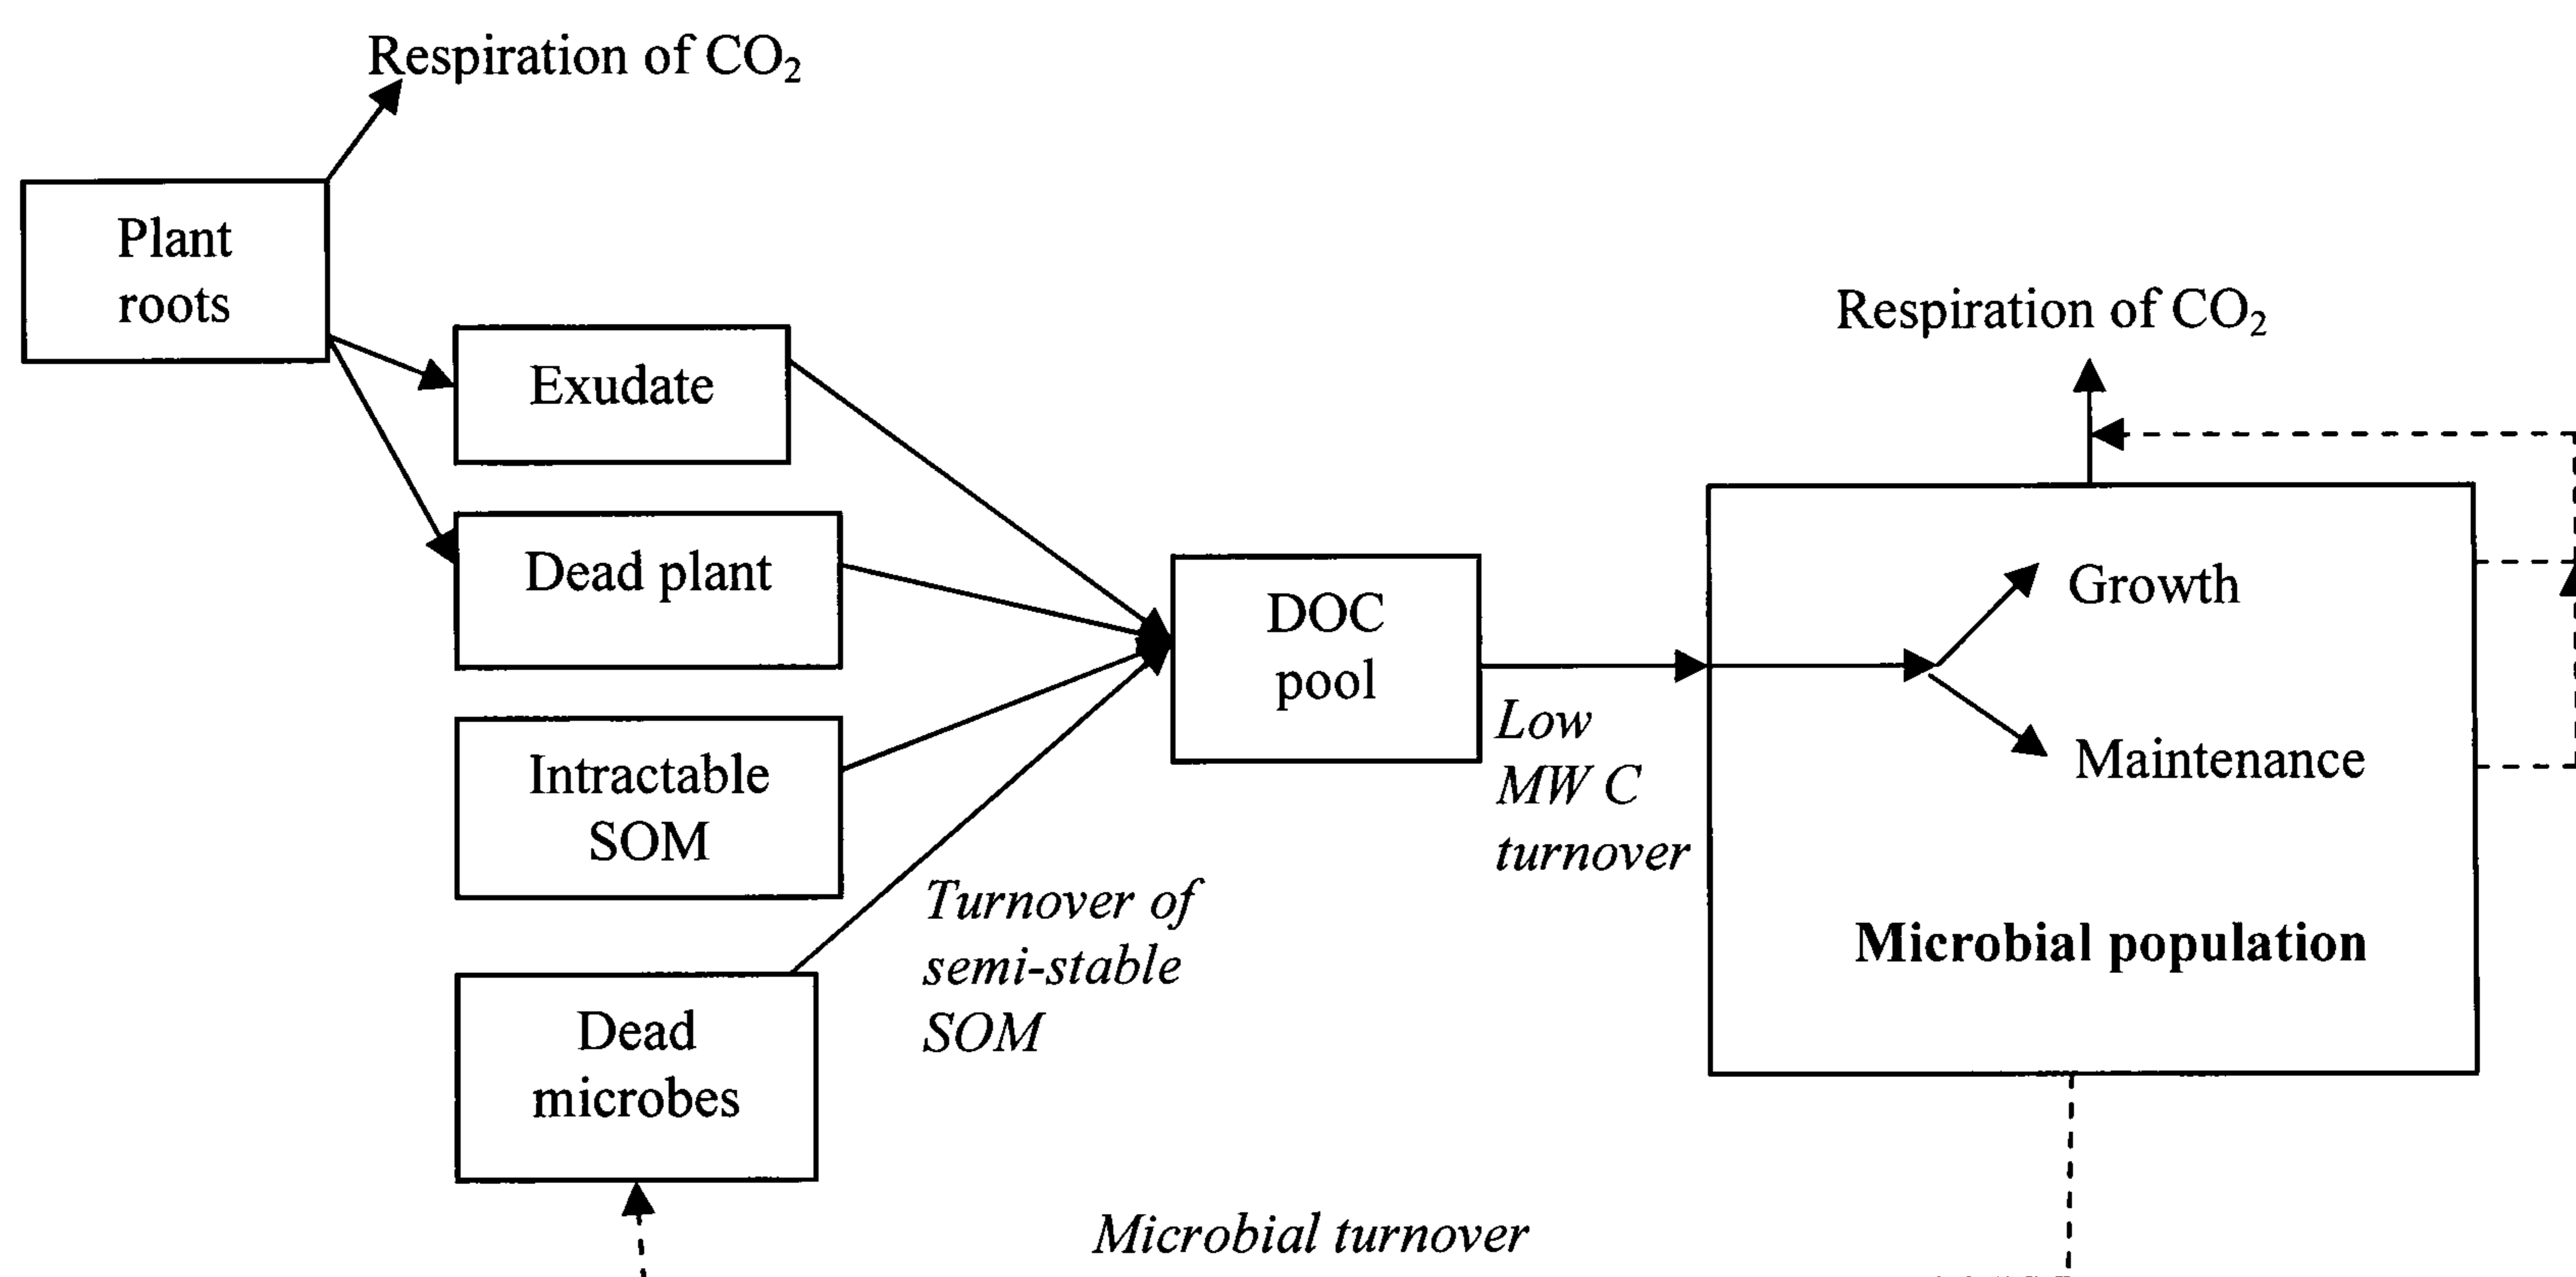 Respiration of CO₂
Plant
roots
Exudate
Dead plant
Intractable
SOM
Dead
microbes
Turnover of
semi-stable
SOM
DOC
pool
Low
MW C
turnover
Respiration of CO₂
Growth
Maintenance
Microbial population
Microbial turnover